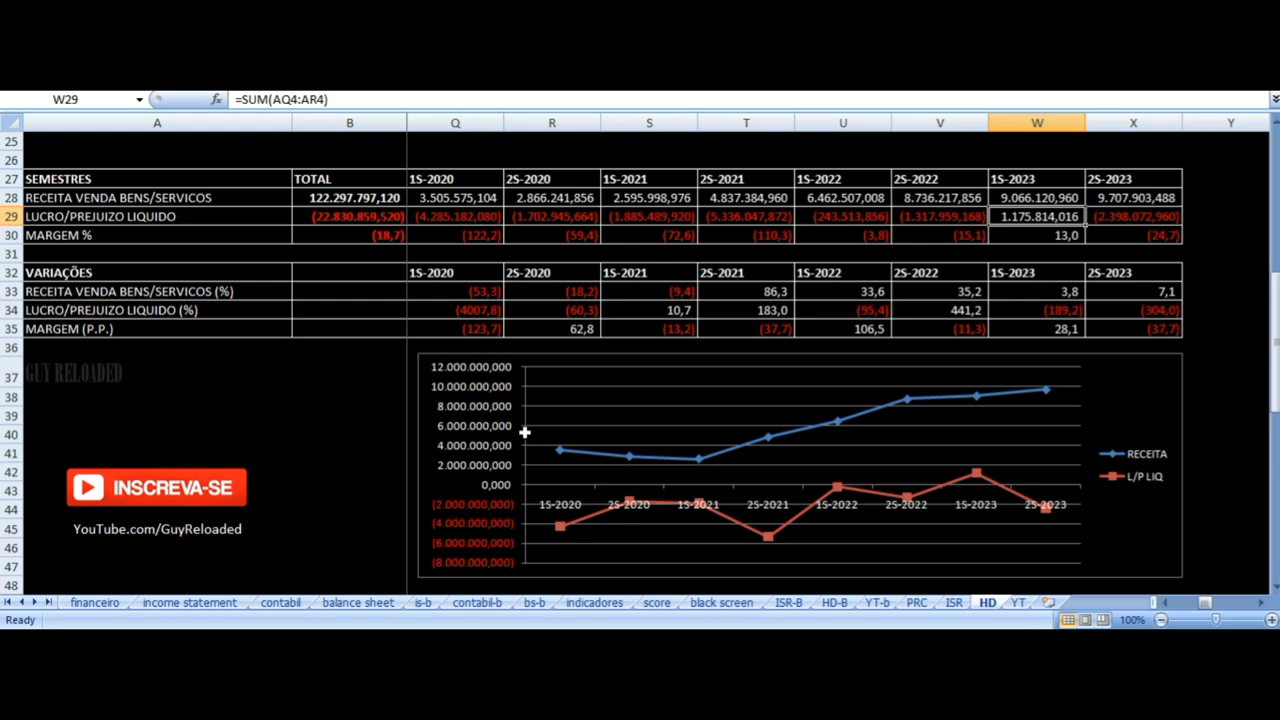 W29 fx =SUM(AQ4:AR4)
A B Q R S T U V W X Y
25
26
27 SEMESTRES TOTAL 1S-2020 2S-2020 1S-2021 2S-2021 1S-2022 2S-2022 1S-2023 2S-2023
28 RECEITA VENDA BENS/SERVICOS 122.297.797,120 3.505.575,104 2.866.241,856 2.595.998,976 4.837.384,960 6.462.507,008 8.736.217,856 9.066.120,960 9.707.903,488
29 LUCRO/PREJUIZO LIQUIDO (22.830.859,520) (4.285.182,080) (1.702.945,664) (1.885.489,920) (5.336.047,872) (243.513,856) (1.317.959,168) 1.175.814,016 (2.398.072,960)
30 MARGEM % (18,7) (122,2) (59,4) (72,6) (110,3) (3,8) (15,1) 13,0 (24,7)
31
32 VARIAÇÕES 1S-2020 2S-2020 1S-2021 2S-2021 1S-2022 2S-2022 1S-2023 2S-2023
33 RECEITA VENDA BENS/SERVICOS (%) (53,3) (18,2) (9,4) 86,3 33,6 35,2 3,8 7,1
34 LUCRO/PREJUIZO LIQUIDO (%) (4007,8) (60,3) 10,7 183,0 (95,4) 441,2 (189,2) (304,0)
35 MARGEM (P.P.) (123,7) 62,8 (13,2) (37,7) 106,5 (11,3) 28,1 (37,7)
36
37 GUY RELOADED 12.000.000,000
38 10.000.000,000
39 8.000.000,000
40 6.000.000,000
41 4.000.000,000 RECEITA
42 2.000.000,000 L/P LIQ
43 INSCREVA-SE 0,000
44 (2.000.000,000) 1S-2020 2S-2020 1S-2021 2S-2021 1S-2022 2S-2022 1S-2023 2S-2023
45 YouTube.com/GuyReloaded (4.000.000,000)
46 (6.000.000,000)
47 (8.000.000,000)
48
financeiro income statement contabil balance sheet is-b contabil-b bs-b indicadores score black screen ISR-B HD-B YT-b PRC ISR HD YT
Ready 100%